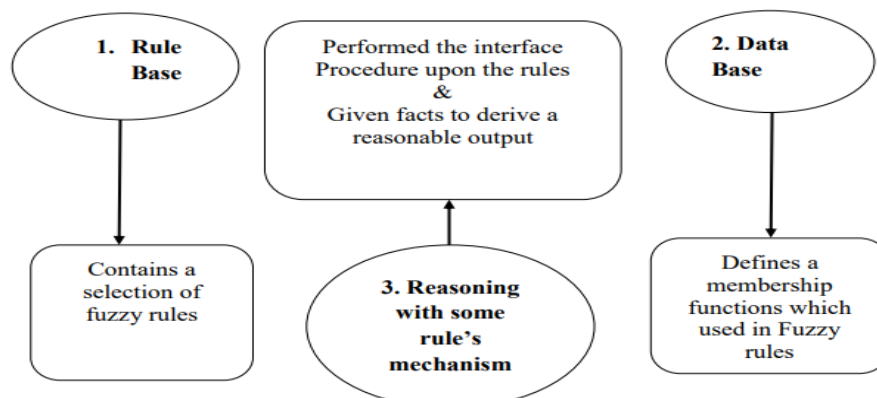 1. Rule
Base
Performed the interface
Procedure upon the rules
&
Given facts to derive a
reasonable output
2. Data
Base
Contains a
selection of
fuzzy rules
3. Reasoning
with some
rule's
mechanism
Defines a
membership
functions which
used in Fuzzy
rules